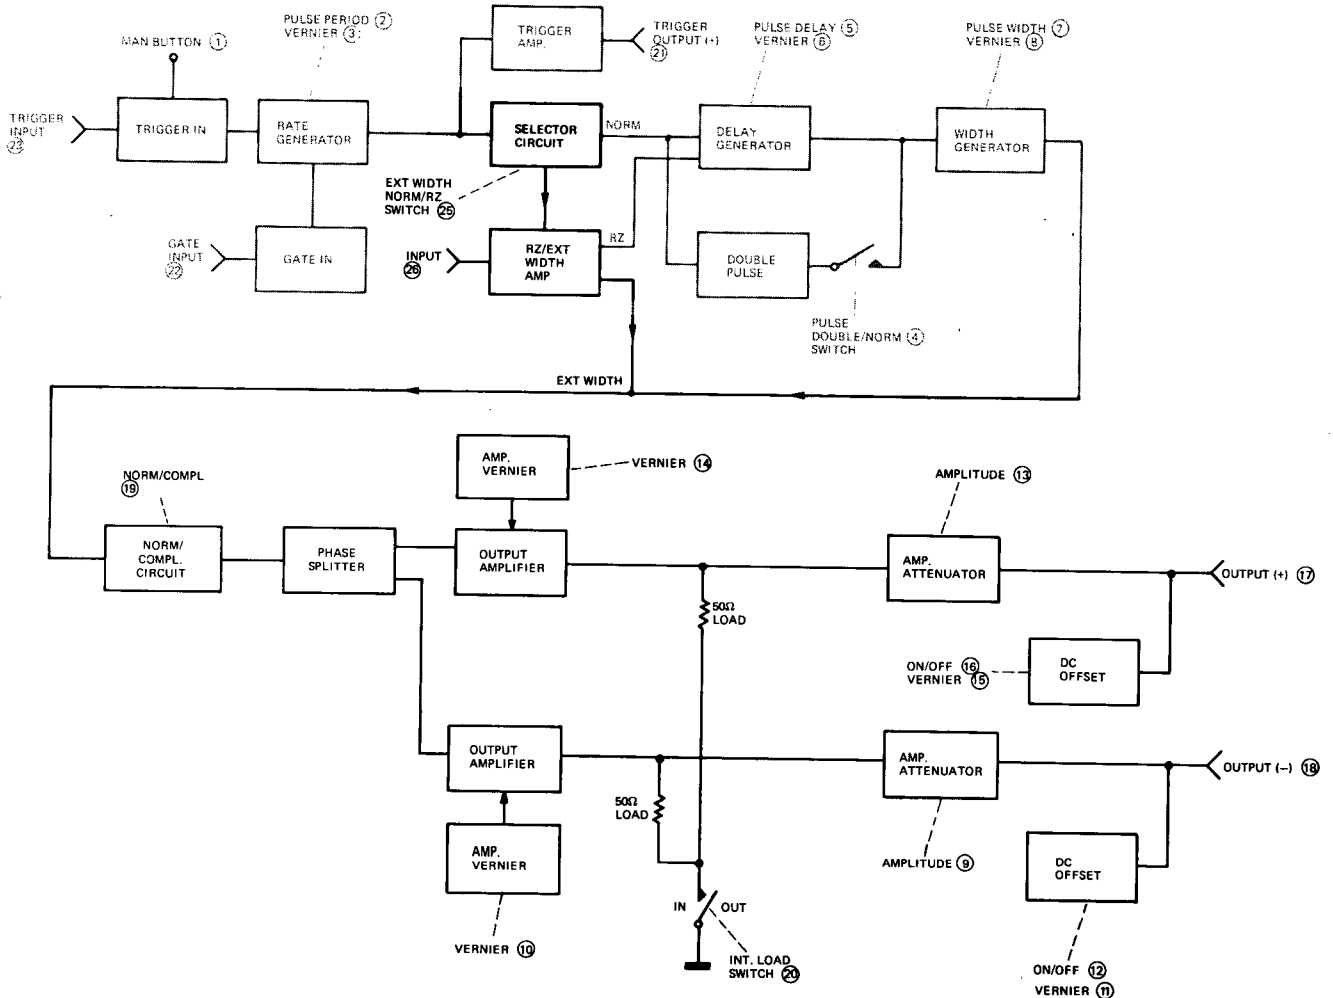 PULSE PERIOD 2
VERNIER 3
MAN BUTTON 1
TRIGGER
AMP.
TRIGGER
OUTPUT (+)
21
PULSE DELAY 5
VERNIER 6
PULSE WIDTH 7
VERNIER 8
TRIGGER
INPUT
23
TRIGGER IN
RATE
GENERATOR
SELECTOR
CIRCUIT
NORM
DELAY
GENERATOR
WIDTH
GENERATOR
EXT WIDTH
NORM/RZ
SWITCH 25
GATE
INPUT
22
GATE IN
INPUT
26
RZ/EXT
WIDTH
AMP
RZ
DOUBLE
PULSE
PULSE
DOUBLE/NORM 4
SWITCH
EXT WIDTH
AMP.
VERNIER
VERNIER 14
NORM/COMPL
19
AMPLITUDE 13
NORM/
COMPL.
CIRCUIT
PHASE
SPLITTER
OUTPUT
AMPLIFIER
AMP.
ATTENUATOR
OUTPUT (+) 17
50Ω
LOAD
ON/OFF 16
VERNIER 15
DC
OFFSET
OUTPUT
AMPLIFIER
AMP.
ATTENUATOR
OUTPUT (−) 18
50Ω
LOAD
AMP.
VERNIER
AMPLITUDE 9
DC
OFFSET
IN OUT
VERNIER 10
INT. LOAD
SWITCH 20
ON/OFF 12
VERNIER 11